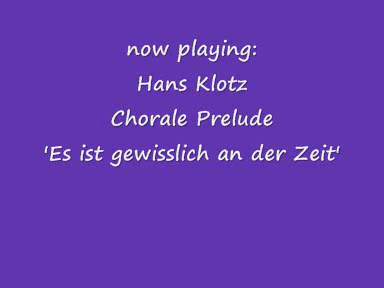 now playing:
Hans Klotz
Chorale Prelude
'Es ist gewisslich an der Zeit'